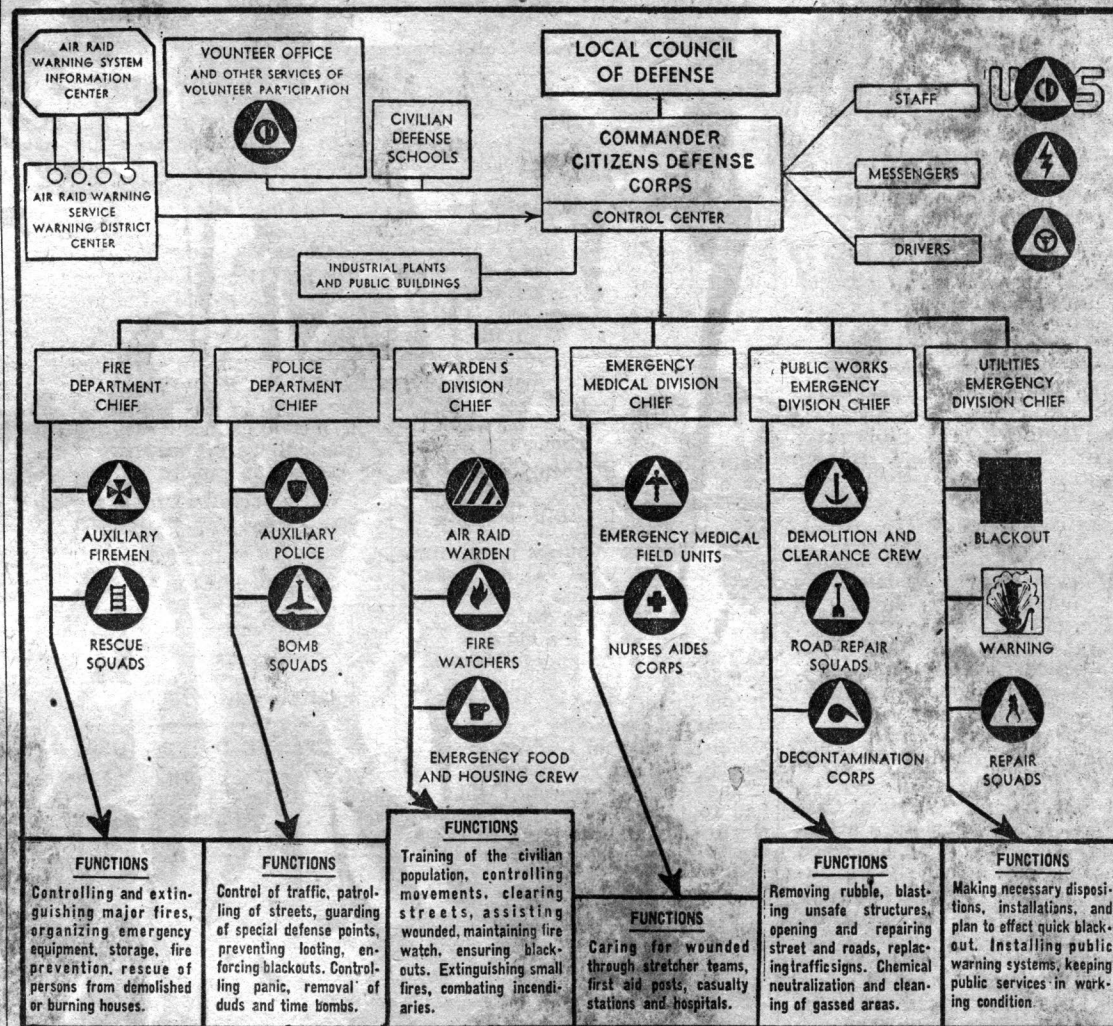 AIR RAID
WARNING SYSTEM
INFORMATION
CENTER
VOLUNTEER OFFICE
AND OTHER SERVICES OF
VOLUNTEER PARTICIPATION
CD
CIVILIAN
DEFENSE
SCHOOLS
LOCAL COUNCIL
OF DEFENSE
COMMANDER
CITIZENS DEFENSE
CORPS
CONTROL CENTER
STAFF
U CD S
MESSENGERS
DRIVERS
AIR RAID WARNING
SERVICE
WARNING DISTRICT
CENTER
INDUSTRIAL PLANTS
AND PUBLIC BUILDINGS
FIRE
DEPARTMENT
CHIEF
POLICE
DEPARTMENT
CHIEF
WARDENS
DIVISION
CHIEF
EMERGENCY
MEDICAL DIVISION
CHIEF
PUBLIC WORKS
EMERGENCY
DIVISION CHIEF
UTILITIES
EMERGENCY
DIVISION CHIEF
AUXILIARY
FIREMEN
RESCUE
SQUADS
AUXILIARY
POLICE
BOMB
SQUADS
AIR RAID
WARDEN
FIRE
WATCHERS
EMERGENCY FOOD
AND HOUSING CREW
EMERGENCY MEDICAL
FIELD UNITS
NURSES AIDES
CORPS
DEMOLITION AND
CLEARANCE CREW
ROAD REPAIR
SQUADS
DECONTAMINATION
CORPS
BLACKOUT
WARNING
REPAIR
SQUADS
FUNCTIONS
Controlling and extin-
guishing major fires,
organizing emergency
equipment, storage, fire
prevention, rescue of
persons from demolished
or burning houses.
FUNCTIONS
Control of traffic, patrol-
ling of streets, guarding
of special defense points,
preventing looting, en-
forcing blackouts. Control-
ling panic, removal of
duds and time bombs.
FUNCTIONS
Training of the civilian
population, controlling
movements, clearing
streets, assisting
wounded, maintaining fire
watch, ensuring black-
outs. Extinguishing small
fires, combating incendi-
aries.
FUNCTIONS
Caring for wounded
through stretcher teams,
first aid posts, casualty
stations and hospitals.
FUNCTIONS
Removing rubble, blast-
ing unsafe structures,
opening and repairing
street and roads, replac-
ing traffic signs. Chemical
neutralization and clean-
ing of gassed areas.
FUNCTIONS
Making necessary disposi-
tions, installations, and
plan to effect quick black-
out. Installing public
warning systems, keeping
public services in work-
ing condition.